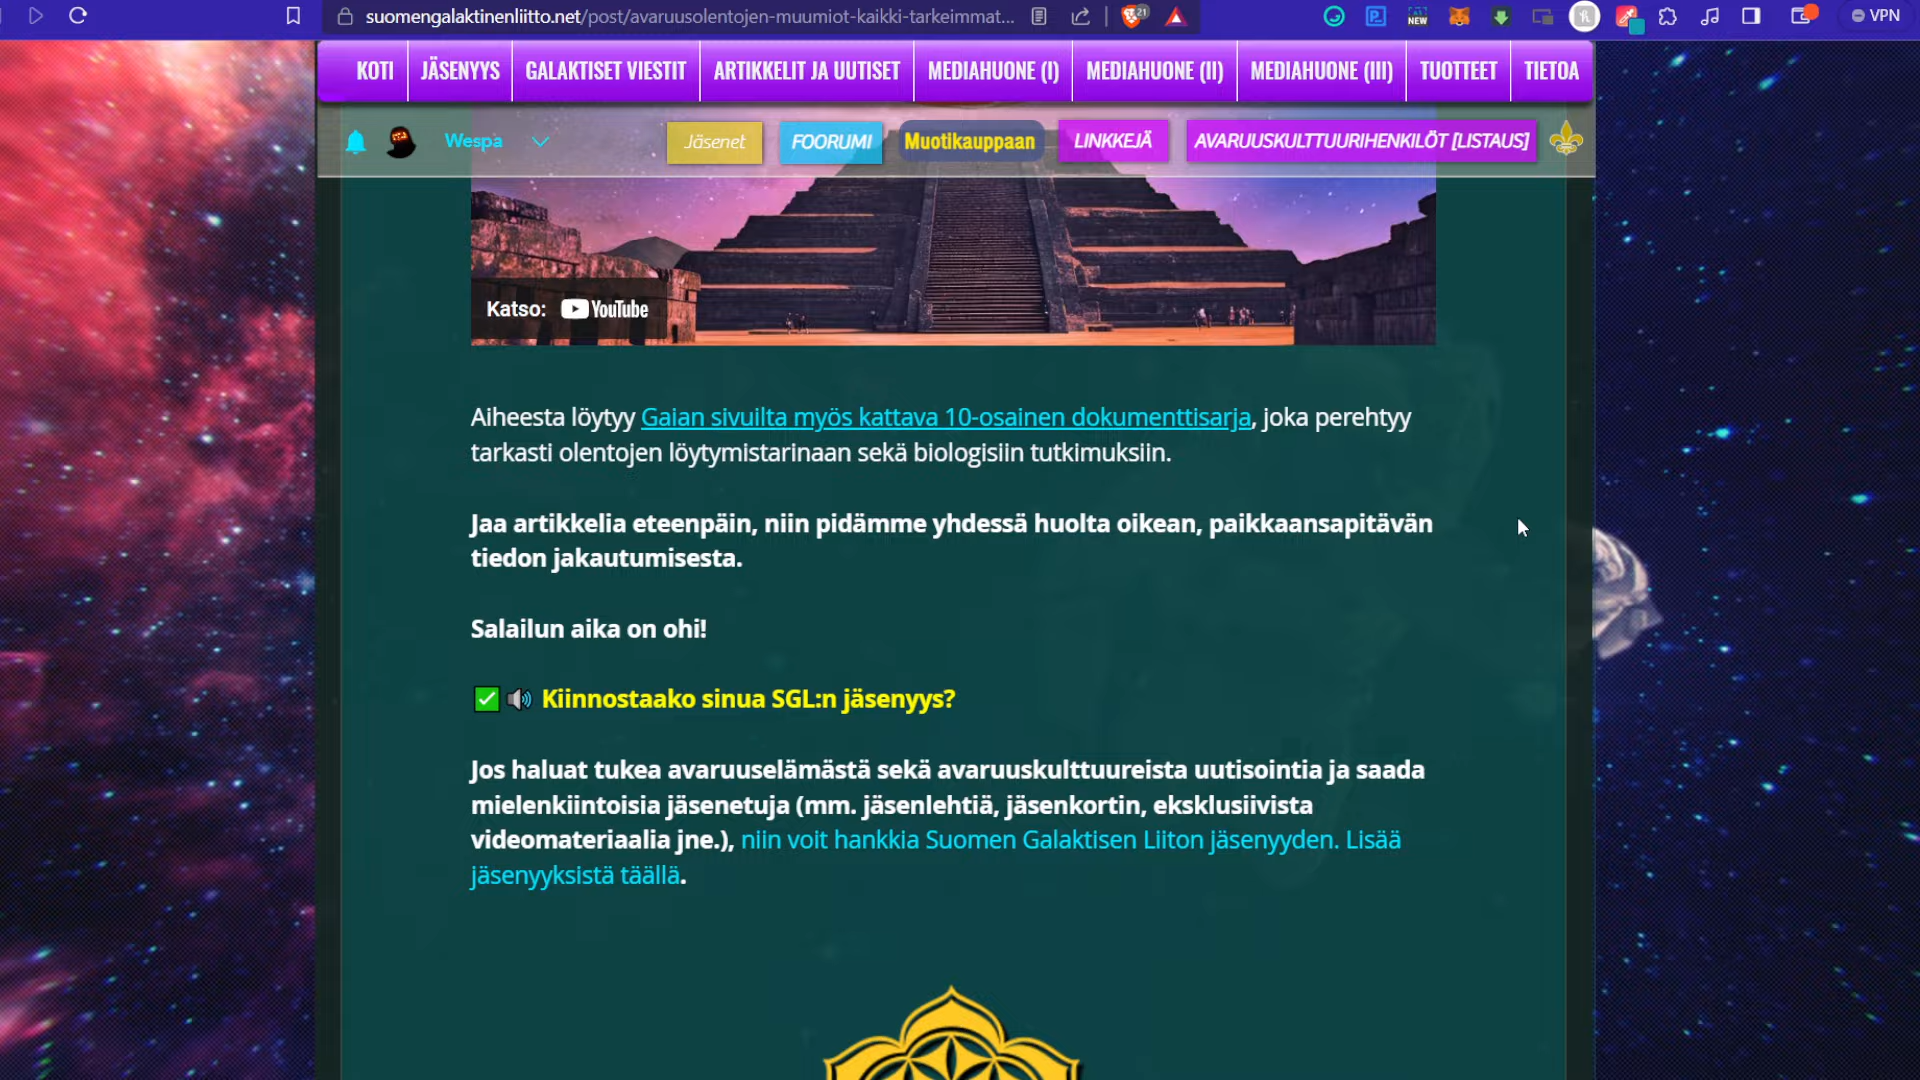 suomengalaktinenliitto.net/post/avaruusolentojen-muumiot-kaikki-tarkeimmat...
21
NEW
VPN
KOTI
JÄSENYYS
GALAKTISET VIESTIT
ARTIKKELIT JA UUTISET
MEDIAHUONE (I)
MEDIAHUONE (II)
MEDIAHUONE (III)
TUOTTEET
TIETOA
Wespa
Jäsenet
FOORUMI
Muotikauppaan
LINKKEJÄ
AVARUUSKULTTUURIHENKILÖT [LISTAUS]
Katso: YouTube
Aiheesta löytyy Gaian sivuilta myös kattava 10-osainen dokumenttisarja, joka perehtyy
tarkasti olentojen löytymistarinaan sekä biologisiin tutkimuksiin.
Jaa artikkelia eteenpäin, niin pidämme yhdessä huolta oikean, paikkaansapitävän
tiedon jakautumisesta.
Salailun aika on ohi!
Kiinnostaako sinua SGL:n jäsenyys?
Jos haluat tukea avaruuselämästä sekä avaruuskulttuureista uutisointia ja saada
mielenkiintoisia jäsenetuja (mm. jäsenlehtiä, jäsenkortin, eksklusiivista
videomateriaalia jne.), niin voit hankkia Suomen Galaktisen Liiton jäsenyyden. Lisää
jäsenyyksistä täällä.